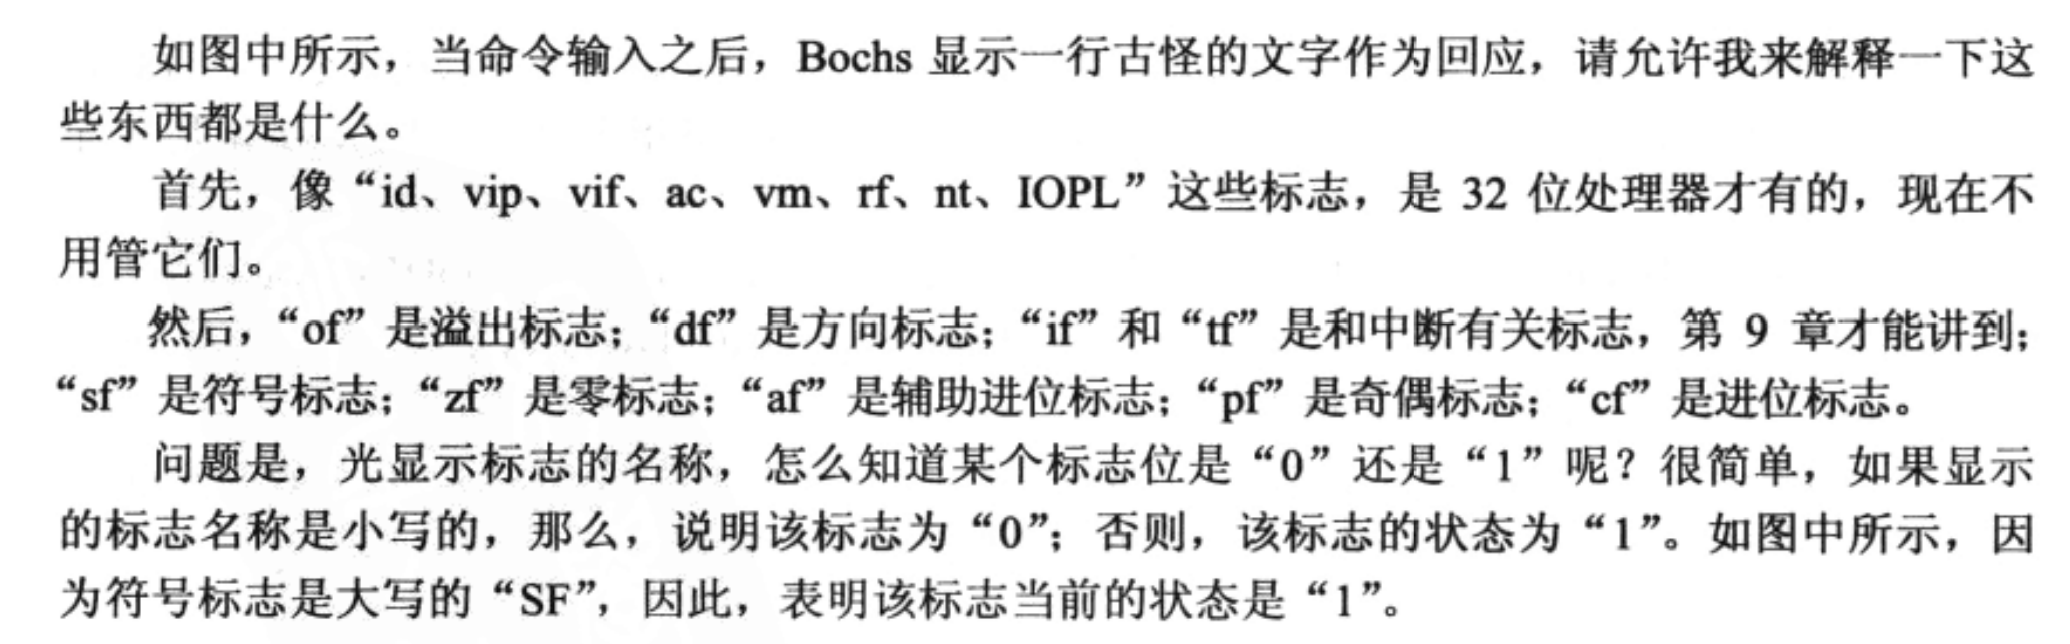 如图中所示，当命令输入之后，Bochs 显示一行古怪的文字作为回应，请允许我来解释一下这
些东西都是什么。
首先，像“id、vip、vif、ac、vm、rf、nt、IOPL”这些标志，是 32 位处理器才有的，现在不
用管它们。
然后，“of”是溢出标志；“df”是方向标志；“if”和“tf”是和中断有关标志，第 9 章才能讲到；
“sf”是符号标志；“zf”是零标志；“af”是辅助进位标志；“pf”是奇偶标志；“cf”是进位标志。
问题是，光显示标志的名称，怎么知道某个标志位是“0”还是“1”呢？很简单，如果显示
的标志名称是小写的，那么，说明该标志为“0”；否则，该标志的状态为“1”。如图中所示，因
为符号标志是大写的“SF”，因此，表明该标志当前的状态是“1”。